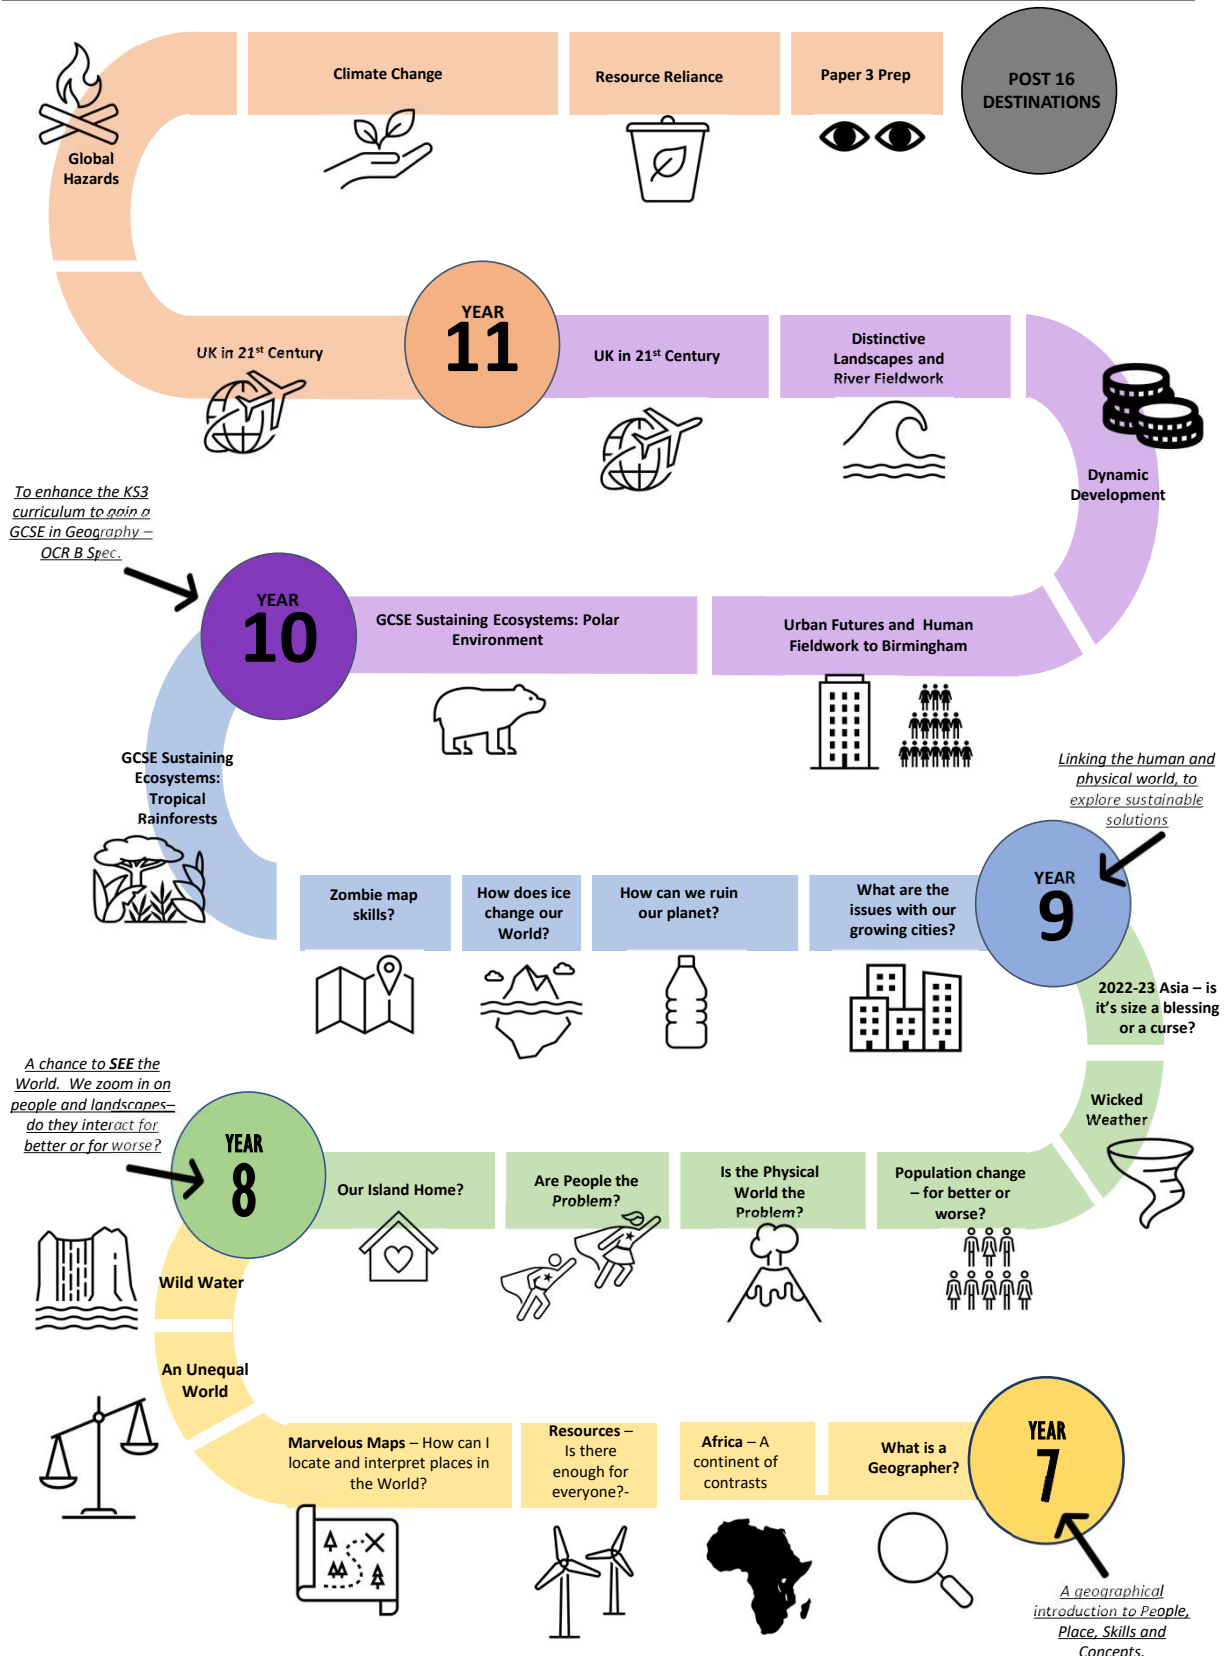 Climate Change
Resource Reliance
Paper 3 Prep
POST 16
DESTINATIONS
Global
Hazards
YEAR
11
UK in 21st Century
UK in 21st Century
Distinctive
Landscapes and
River Fieldwork
Dynamic
Development
To enhance the KS3
curriculum to gain a
GCSE in Geography –
OCR B Spec.
YEAR
10
GCSE Sustaining Ecosystems: Polar
Environment
Urban Futures and Human
Fieldwork to Birmingham
GCSE Sustaining
Ecosystems:
Tropical
Rainforests
Linking the human and
physical world, to
explore sustainable
solutions
Zombie map
skills?
How does ice
change our
World?
How can we ruin
our planet?
What are the
issues with our
growing cities?
YEAR
9
2022-23 Asia – is
it's size a blessing
or a curse?
A chance to SEE the
World. We zoom in on
people and landscapes–
do they interact for
better or for worse?
Wicked
Weather
YEAR
8
Our Island Home?
Are People the
Problem?
Is the Physical
World the
Problem?
Population change
– for better or
worse?
Wild Water
An Unequal
World
Marvelous Maps – How can I
locate and interpret places in
the World?
Resources –
Is there
enough for
everyone?-
Africa – A
continent of
contrasts
What is a
Geographer?
YEAR
7
A geographical
introduction to People,
Place, Skills and
Concepts.